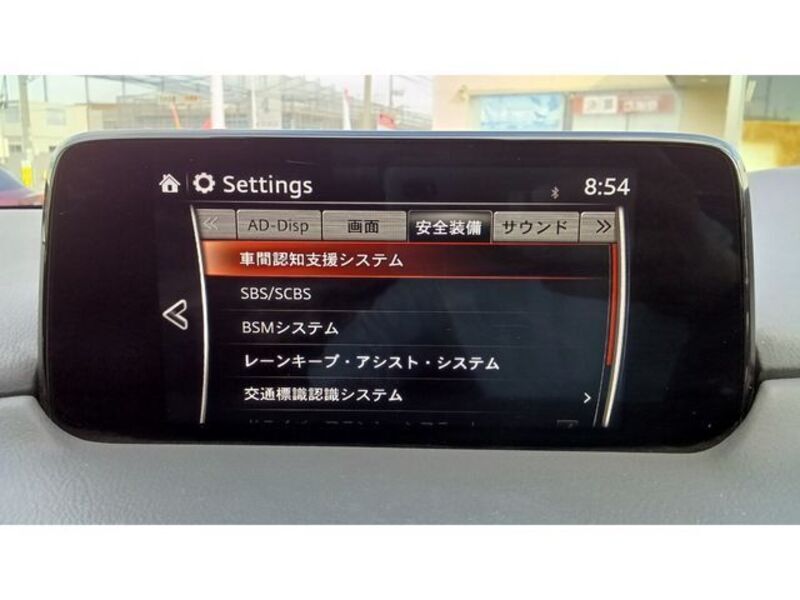 Settings 8:54
AD-Disp 画面 安全装備 サウンド
車間認知支援システム
SBS/SCBS
BSMシステム
レーンキープ・アシスト・システム
交通標識認識システム